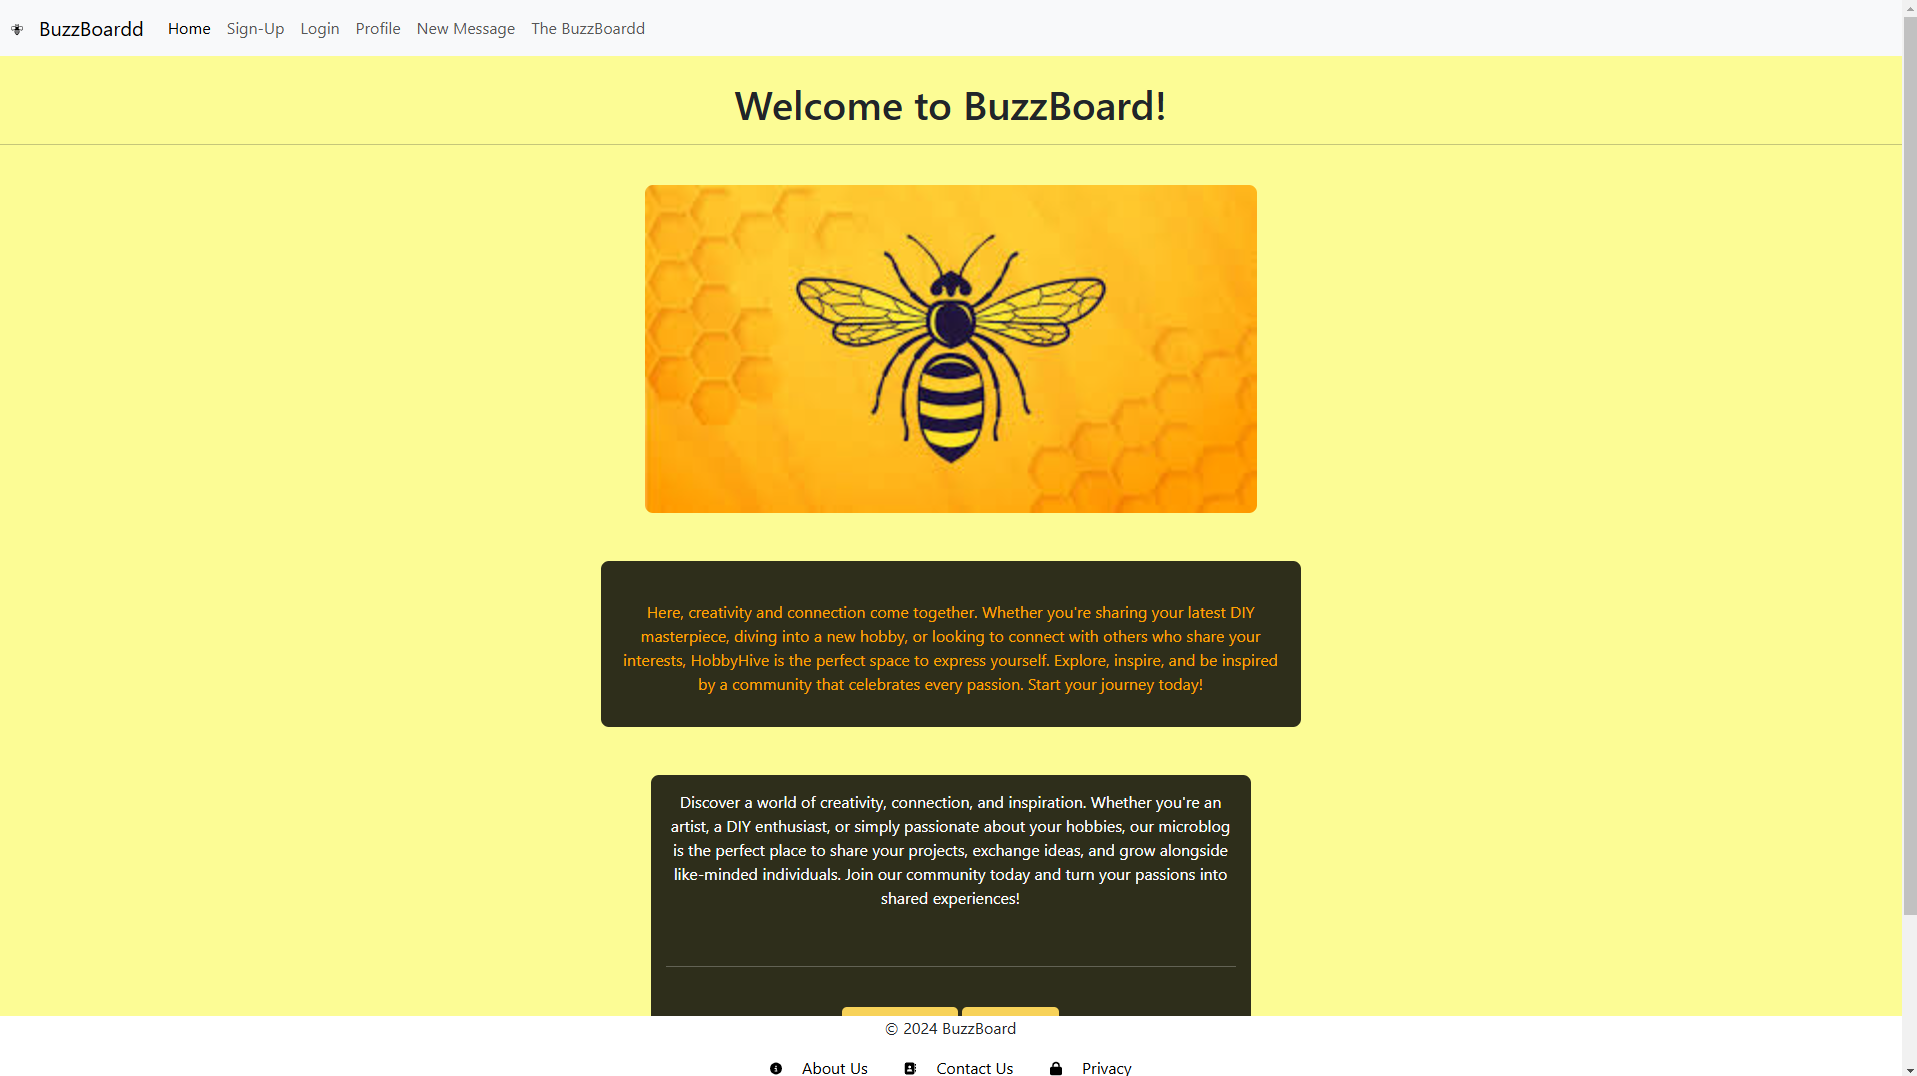 BuzzBoardd Home Sign-Up Login Profile New Message The BuzzBoardd
Welcome to BuzzBoard!
Here, creativity and connection come together. Whether you're sharing your latest DIY
masterpiece, diving into a new hobby, or looking to connect with others who share your
interests, HobbyHive is the perfect space to express yourself. Explore, inspire, and be inspired
by a community that celebrates every passion. Start your journey today!
Discover a world of creativity, connection, and inspiration. Whether you're an
artist, a DIY enthusiast, or simply passionate about your hobbies, our microblog
is the perfect place to share your projects, exchange ideas, and grow alongside
like-minded individuals. Join our community today and turn your passions into
shared experiences!
© 2024 BuzzBoard
About Us Contact Us Privacy